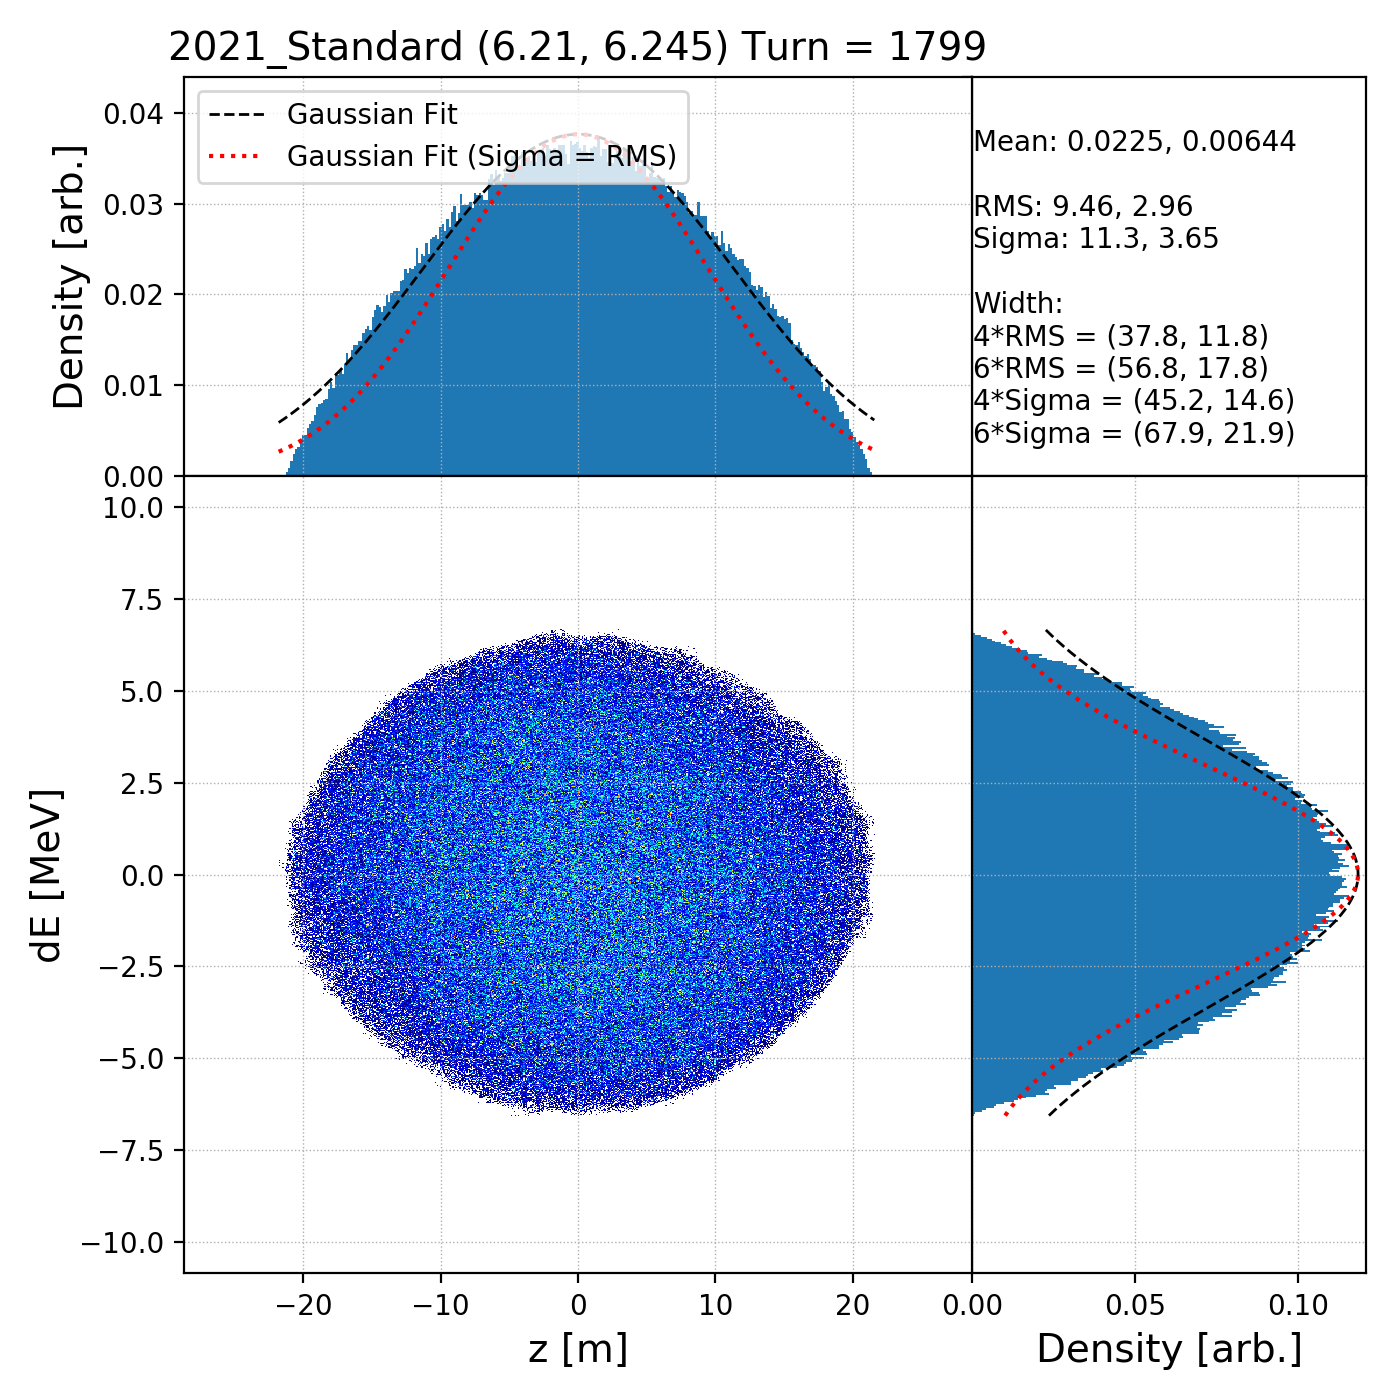 2021_Standard (6.21, 6.245) Turn = 1799
Density [arb.]
0.04
0.03
0.02
0.01
0.00
Gaussian Fit
Gaussian Fit (Sigma = RMS)
Mean: 0.0225, 0.00644
RMS: 9.46, 2.96
Sigma: 11.3, 3.65
Width:
4*RMS = (37.8, 11.8)
6*RMS = (56.8, 17.8)
4*Sigma = (45.2, 14.6)
6*Sigma = (67.9, 21.9)
dE [MeV]
10.0
7.5
5.0
2.5
0.0
−2.5
−5.0
−7.5
−10.0
−20
−10
0
10
20
z [m]
0.00
0.05
0.10
Density [arb.]